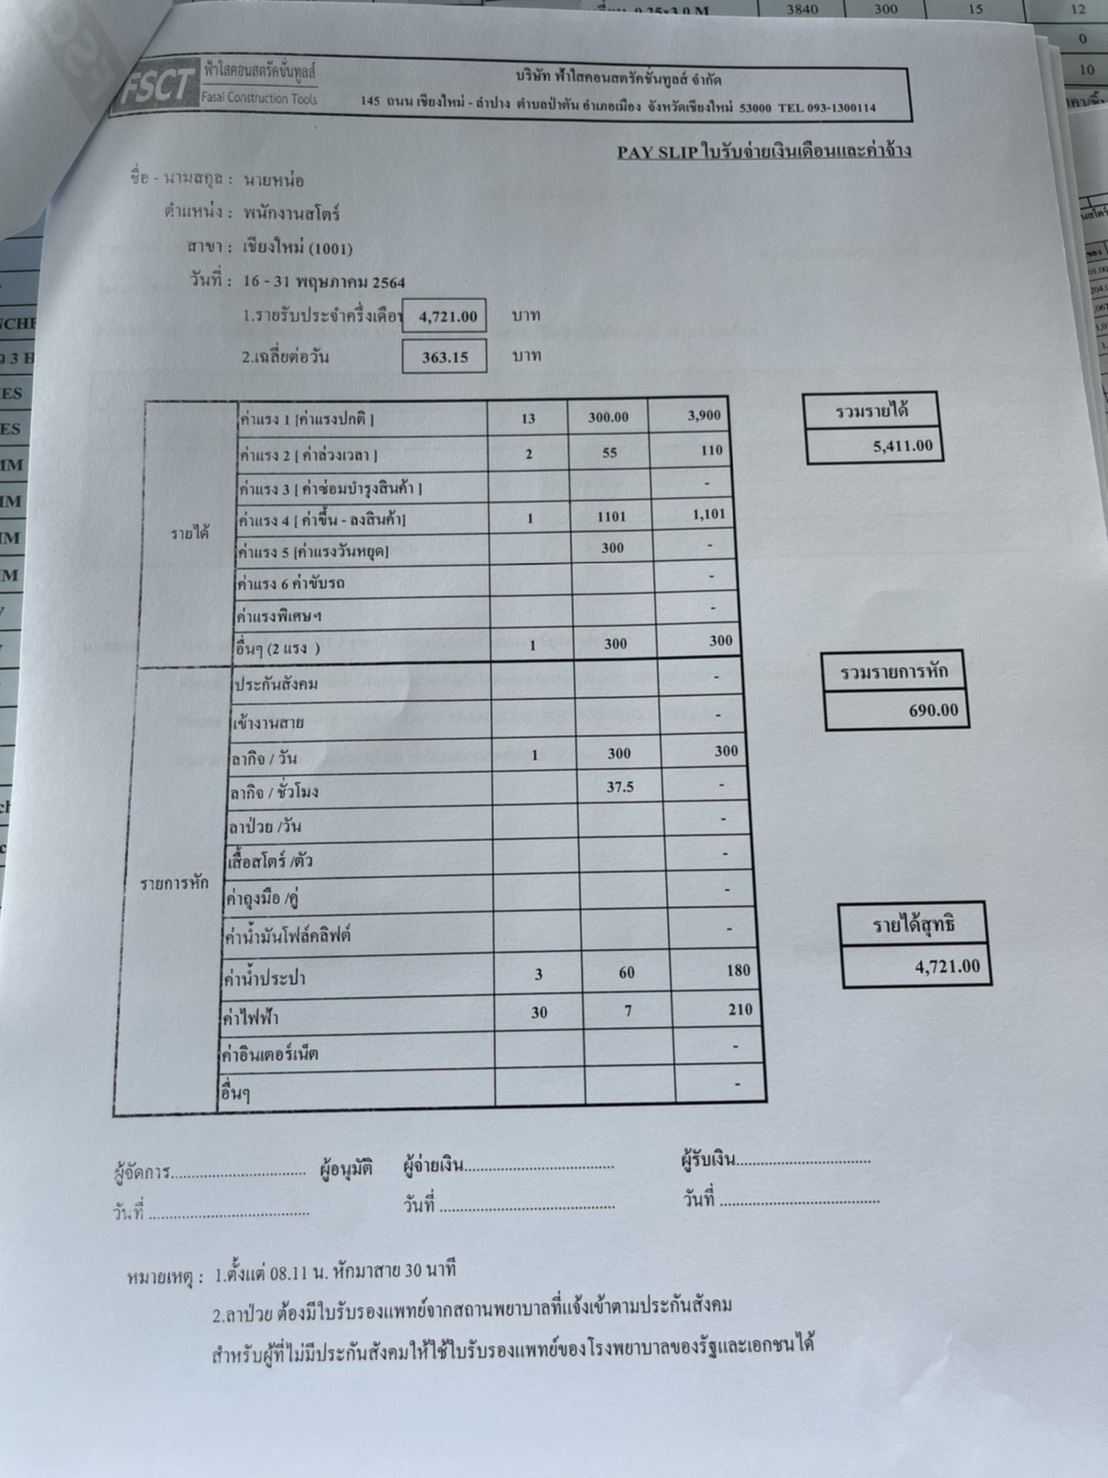 เขื่อน 0.25x3.0 M 3840 300 15 12
0
10
FSCT ฟ้าใสคอนสตรัคชั่นทูลส์
Fasai Construction Tools
บริษัท ฟ้าใสคอนสตรัคชั่นทูลส์ จำกัด
145 ถนน เชียงใหม่ - ลำปาง ตำบลป่าตัน อำเภอเมือง จังหวัดเชียงใหม่ 53000 TEL 093-1300114
PAY SLIP ใบรับจ่ายเงินเดือนและค่าจ้าง
ชื่อ - นามสกุล : นายหน่อ
ตำแหน่ง : พนักงานสโตร์
สาขา : เชียงใหม่ (1001)
วันที่ : 16 - 31 พฤษภาคม 2564
1.รายรับประจำครึ่งเดือน 4,721.00 บาท
2.เฉลี่ยต่อวัน 363.15 บาท
รายได้
ค่าแรง 1 [ค่าแรงปกติ ] 13 300.00 3,900
ค่าแรง 2 [ ค่าล่วงเวลา ] 2 55 110
ค่าแรง 3 [ ค่าซ่อมบำรุงสินค้า ] -
ค่าแรง 4 [ ค่าขึ้น - ลงสินค้า] 1 1101 1,101
ค่าแรง 5 [ค่าแรงวันหยุด] 300 -
ค่าแรง 6 ค่าขับรถ -
ค่าแรงพิเศษฯ -
อื่นๆ (2 แรง ) 1 300 300
รวมรายได้
5,411.00
รายการหัก
ประกันสังคม -
เข้างานสาย -
ลากิจ / วัน 1 300 300
ลากิจ / ชั่วโมง 37.5 -
ลาป่วย /วัน -
เสื้อสโตร์ /ตัว -
ค่าถุงมือ /คู่ -
ค่าน้ำมันโฟล์คลิฟต์ -
ค่าน้ำประปา 3 60 180
ค่าไฟฟ้า 30 7 210
ค่าอินเตอร์เน็ต -
อื่นๆ -
รวมรายการหัก
690.00
รายได้สุทธิ
4,721.00
ผู้จัดการ.............................. ผู้อนุมัติ ผู้จ่ายเงิน.................................. ผู้รับเงิน..............................
วันที่ .................................... วันที่ ....................................... วันที่ ....................................
หมายเหตุ : 1.ตั้งแต่ 08.11 น. หักมาสาย 30 นาที
2.ลาป่วย ต้องมีใบรับรองแพทย์จากสถานพยาบาลที่แจ้งเข้าตามประกันสังคม
สำหรับผู้ที่ไม่มีประกันสังคมให้ใช้ใบรับรองแพทย์ของโรงพยาบาลของรัฐและเอกชนได้